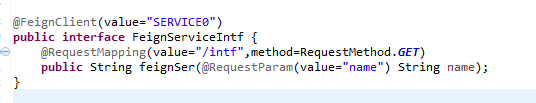 @FeignClient(value="SERVICE0")
public interface FeignServiceIntf {
@RequestMapping(value="/intf",method=RequestMethod.GET)
public String feignSer(@RequestParam(value="name") String name);
}